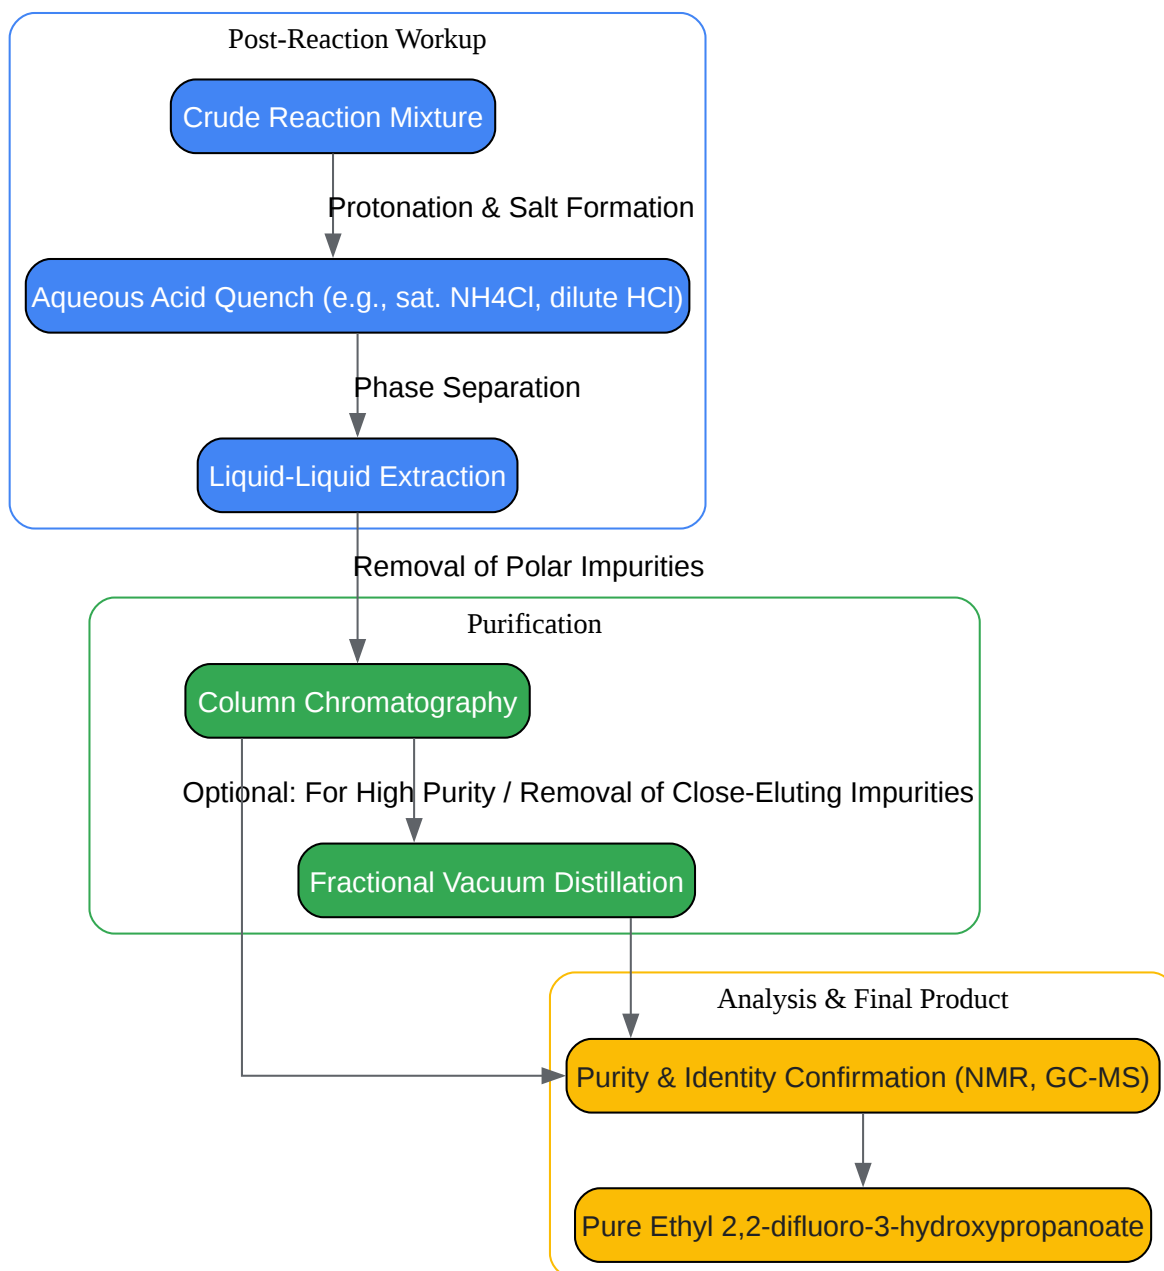 Post-Reaction Workup
Crude Reaction Mixture
Protonation & Salt Formation
Aqueous Acid Quench (e.g., sat. NH4Cl, dilute HCl)
Phase Separation
Liquid-Liquid Extraction
Removal of Polar Impurities
Purification
Column Chromatography
Optional: For High Purity / Removal of Close-Eluting Impurities
Fractional Vacuum Distillation
Analysis & Final Product
Purity & Identity Confirmation (NMR, GC-MS)
Pure Ethyl 2,2-difluoro-3-hydroxypropanoate